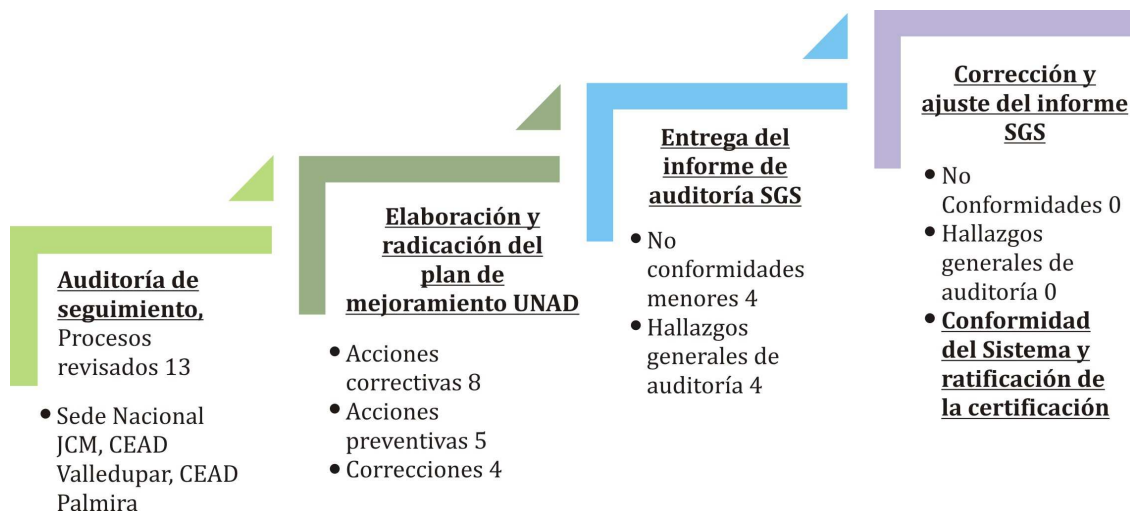 Auditoría de
seguimiento,
Procesos
revisados 13
• Sede Nacional
JCM, CEAD
Valledupar, CEAD
Palmira
Elaboración y
radicación del
plan de
mejoramiento UNAD
• Acciones
correctivas 8
• Acciones
preventivas 5
• Correcciones 4
Entrega del
informe de
auditoría SGS
• No
conformidades
menores 4
• Hallazgos
generales de
auditoría 4
Corrección y
ajuste del informe
SGS
• No
Conformidades 0
• Hallazgos
generales de
auditoría 0
• Conformidad
del Sistema y
ratificación de
la certificación